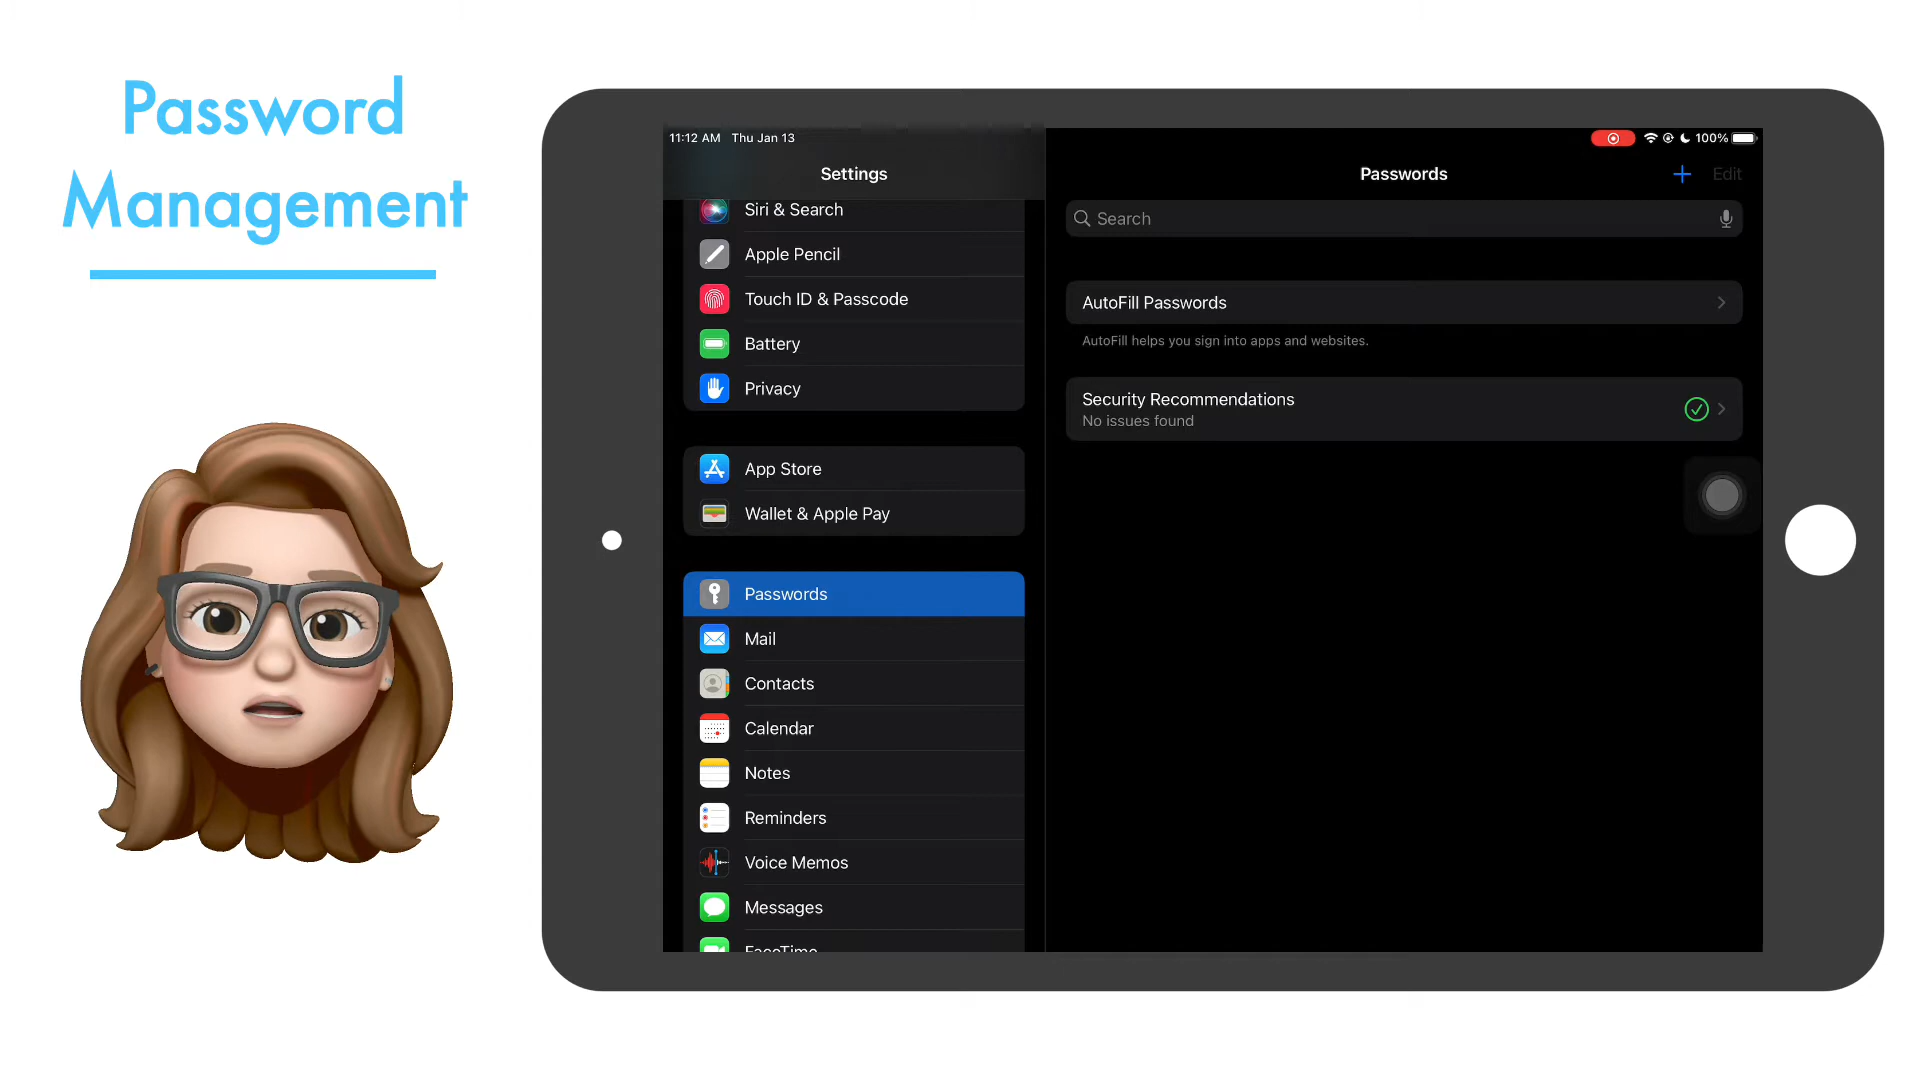 Password
Management
11:12 AM Thu Jan 13
100%
Settings
Siri & Search
Apple Pencil
Touch ID & Passcode
Battery
Privacy
App Store
Wallet & Apple Pay
Passwords
Mail
Contacts
Calendar
Notes
Reminders
Voice Memos
Messages
FaceTime
Passwords
Edit
Search
AutoFill Passwords
AutoFill helps you sign into apps and websites.
Security Recommendations
No issues found